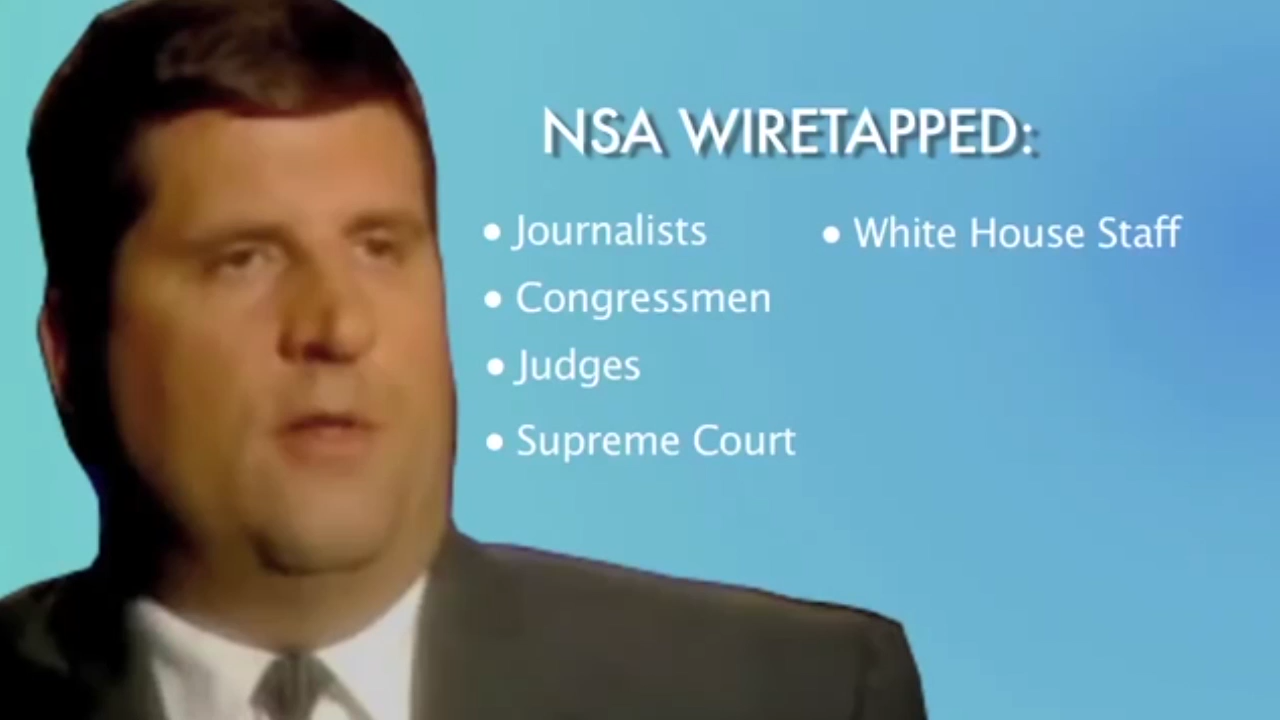 NSA WIRETAPPED:
• Journalists
• Congressmen
• Judges
• Supreme Court
• White House Staff